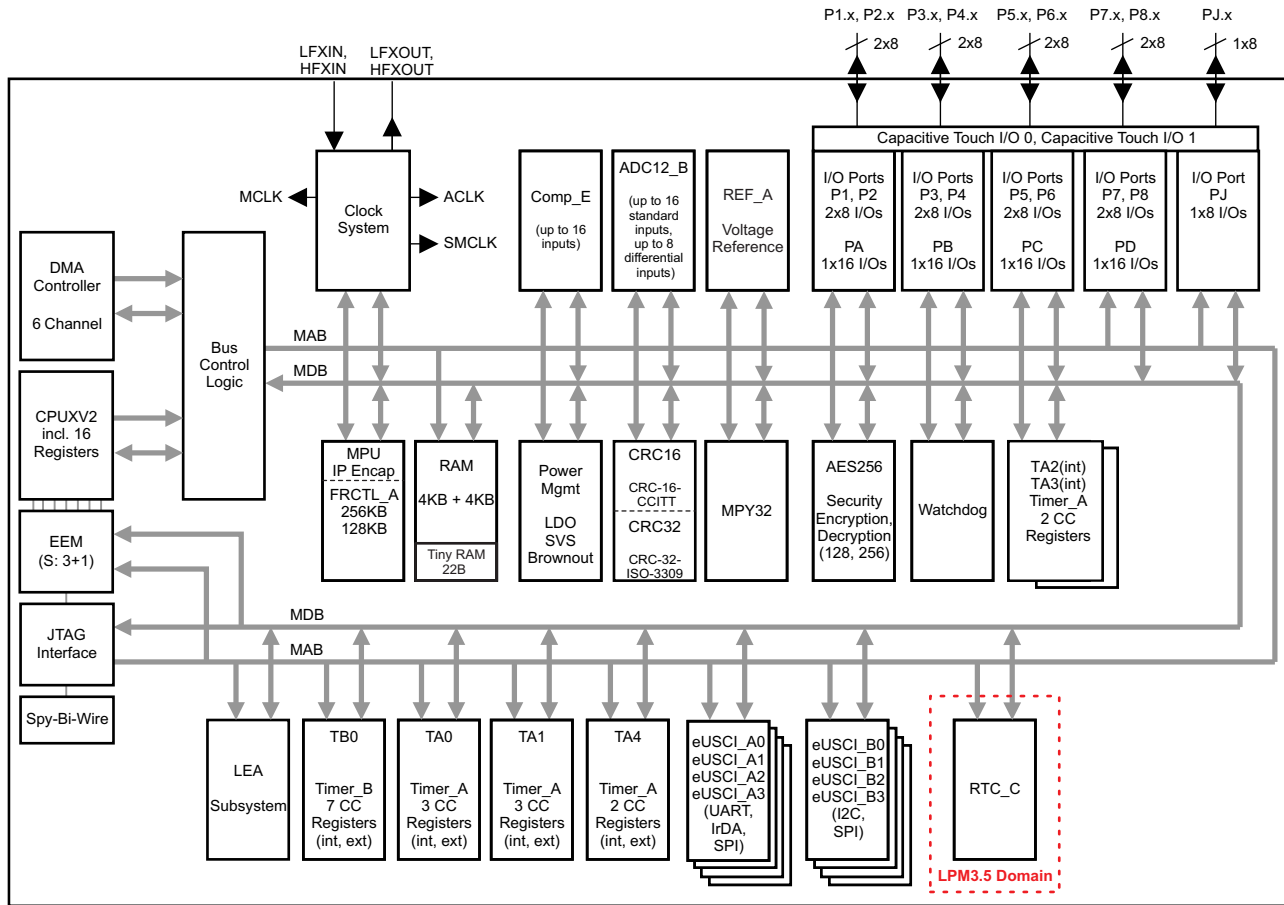 P1.x, P2.x
2x8
P3.x, P4.x
2x8
P5.x, P6.x
2x8
P7.x, P8.x
2x8
PJ.x
1x8
LFXIN,
HFXIN
LFXOUT,
HFXOUT
Capacitive Touch I/O 0, Capacitive Touch I/O 1
MCLK
Clock
System
ACLK
SMCLK
Comp_E
(up to 16
inputs)
ADC12_B
(up to 16
standard
inputs,
up to 8
differential
inputs)
REF_A
Voltage
Reference
I/O Ports
P1, P2
2x8 I/Os
PA
1x16 I/Os
I/O Ports
P3, P4
2x8 I/Os
PB
1x16 I/Os
I/O Ports
P5, P6
2x8 I/Os
PC
1x16 I/Os
I/O Ports
P7, P8
2x8 I/Os
PD
1x16 I/Os
I/O Port
PJ
1x8 I/Os
DMA
Controller
6 Channel
Bus
Control
Logic
MAB
MDB
CPUXV2
incl. 16
Registers
MPU
IP Encap
FRCTL_A
256KB
128KB
RAM
4KB + 4KB
Tiny RAM
22B
Power
Mgmt
LDO
SVS
Brownout
CRC16
CRC-16-
CCITT
CRC32
CRC-32-
ISO-3309
MPY32
AES256
Security
Encryption,
Decryption
(128, 256)
Watchdog
TA2(int)
TA3(int)
Timer_A
2 CC
Registers
EEM
(S: 3+1)
MDB
JTAG
Interface
MAB
Spy-Bi-Wire
LEA
Subsystem
TB0
Timer_B
7 CC
Registers
(int, ext)
TA0
Timer_A
3 CC
Registers
(int, ext)
TA1
Timer_A
3 CC
Registers
(int, ext)
TA4
Timer_A
2 CC
Registers
(int, ext)
eUSCI_A0
eUSCI_A1
eUSCI_A2
eUSCI_A3
(UART,
IrDA,
SPI)
eUSCI_B0
eUSCI_B1
eUSCI_B2
eUSCI_B3
(I2C,
SPI)
RTC_C
LPM3.5 Domain